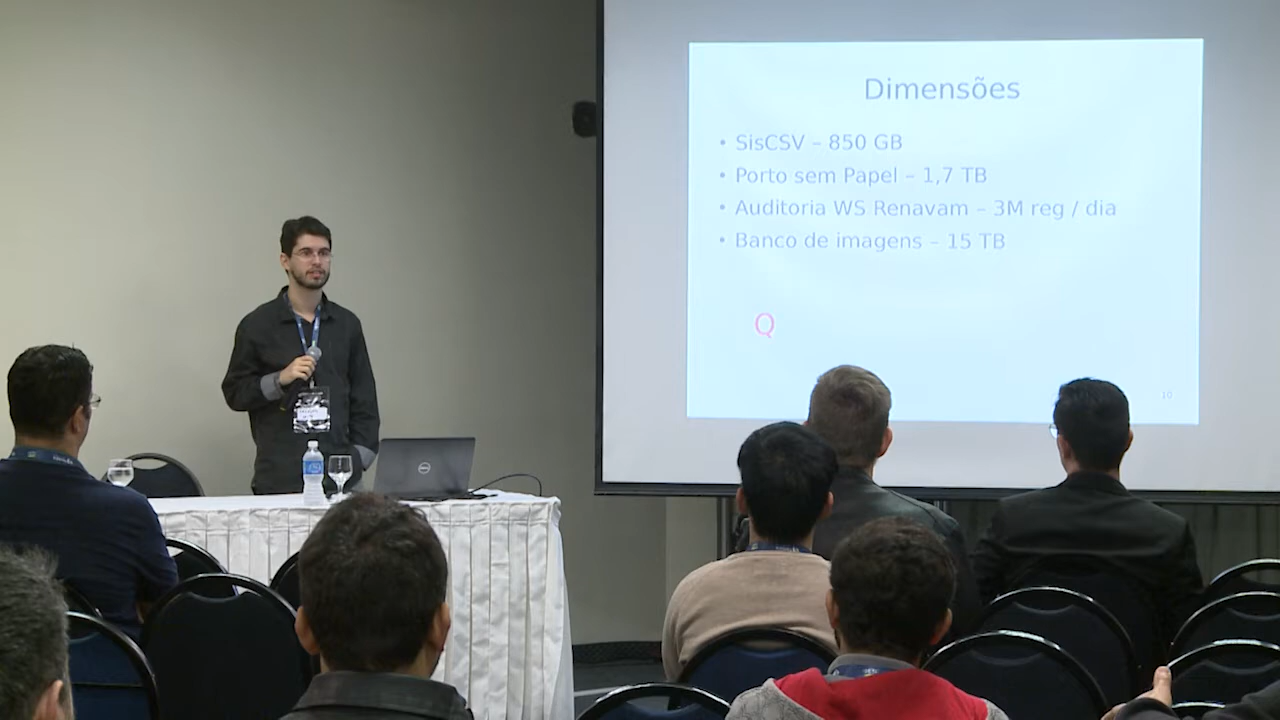 Dimensões
• SisCSV – 850 GB
• Porto sem Papel – 1,7 TB
• Auditoria WS Renavam – 3M reg / dia
• Banco de imagens – 15 TB
Q
10
DELL